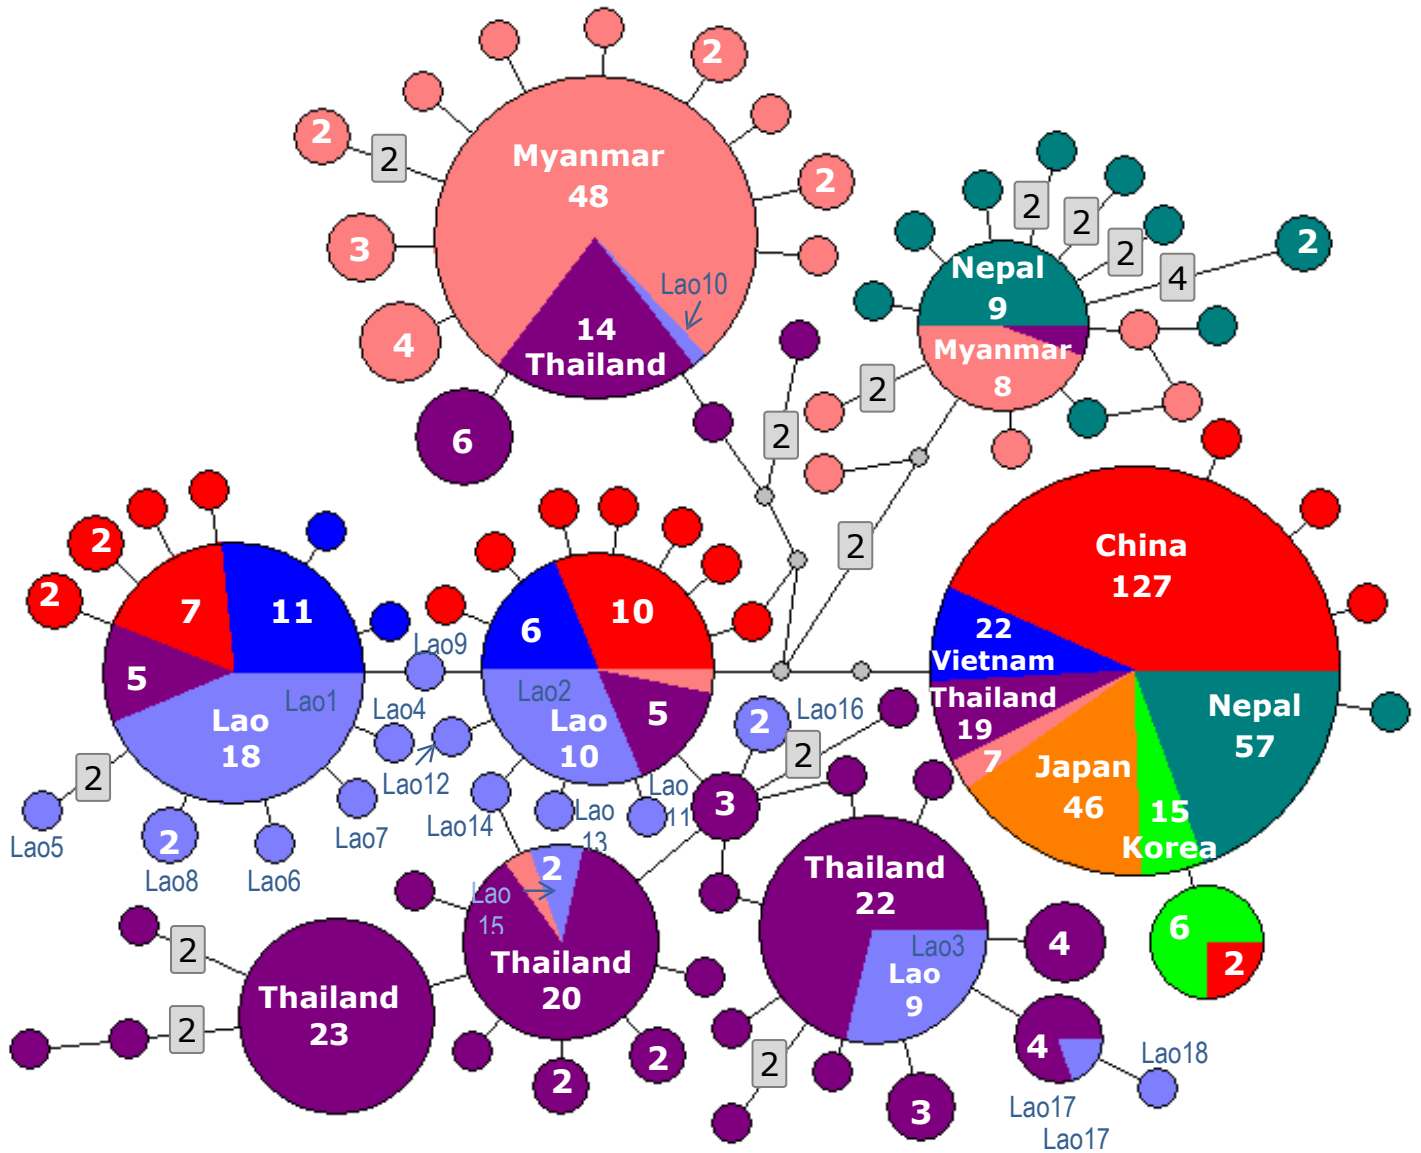 2
2
2
Myanmar
48
2
3
4
Lao10
14
Thailand
6
2
2
2
2
4
2
Nepal
9
Myanmar
8
2
2
2
China
127
22
Vietnam
Thailand
19
7
Japan
46
15
Korea
Nepal
57
6
2
2
2
7
11
5
Lao1
Lao
18
2
Lao5
2
Lao8
Lao6
Lao7
Lao4
Lao9
Lao12
6
10
Lao2
Lao
10
5
Lao14
Lao
13
Lao
11
2
Lao16
2
3
2
Lao
15
Thailand
20
2
2
2
2
Thailand
23
Thailand
22
Lao3
Lao
9
4
4
Lao17
Lao17
Lao18
3
2